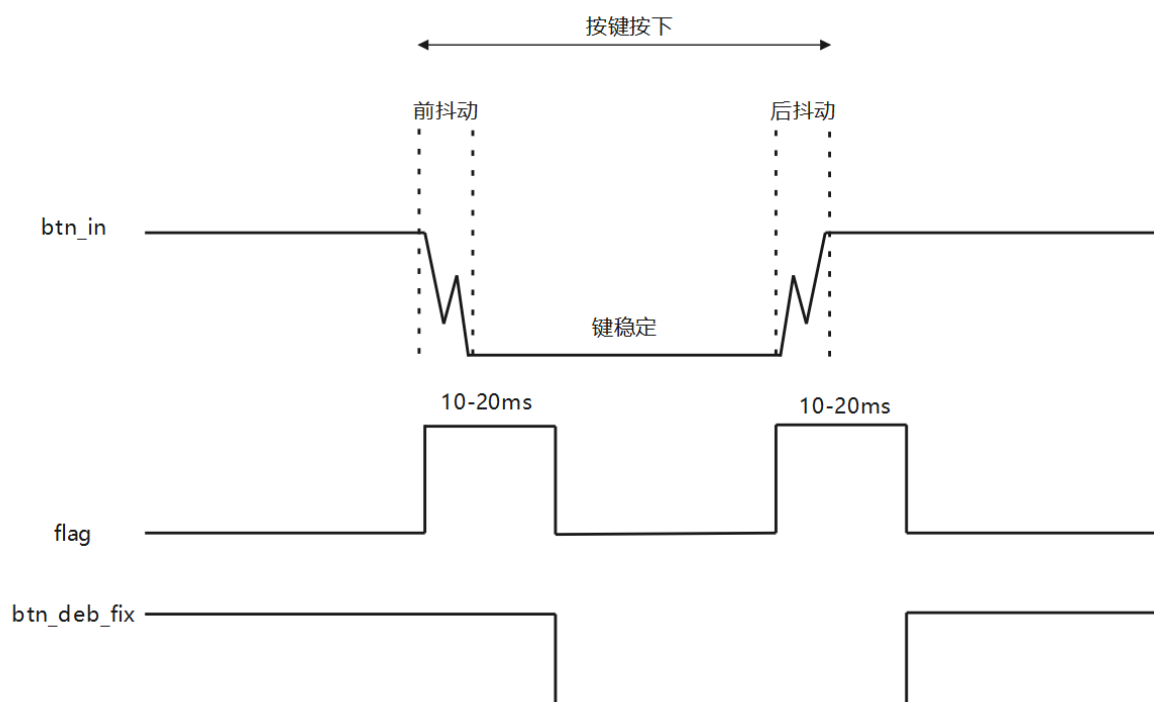 按键按下
前抖动
后抖动
btn_in
键稳定
10-20ms
10-20ms
flag
btn_deb_fix